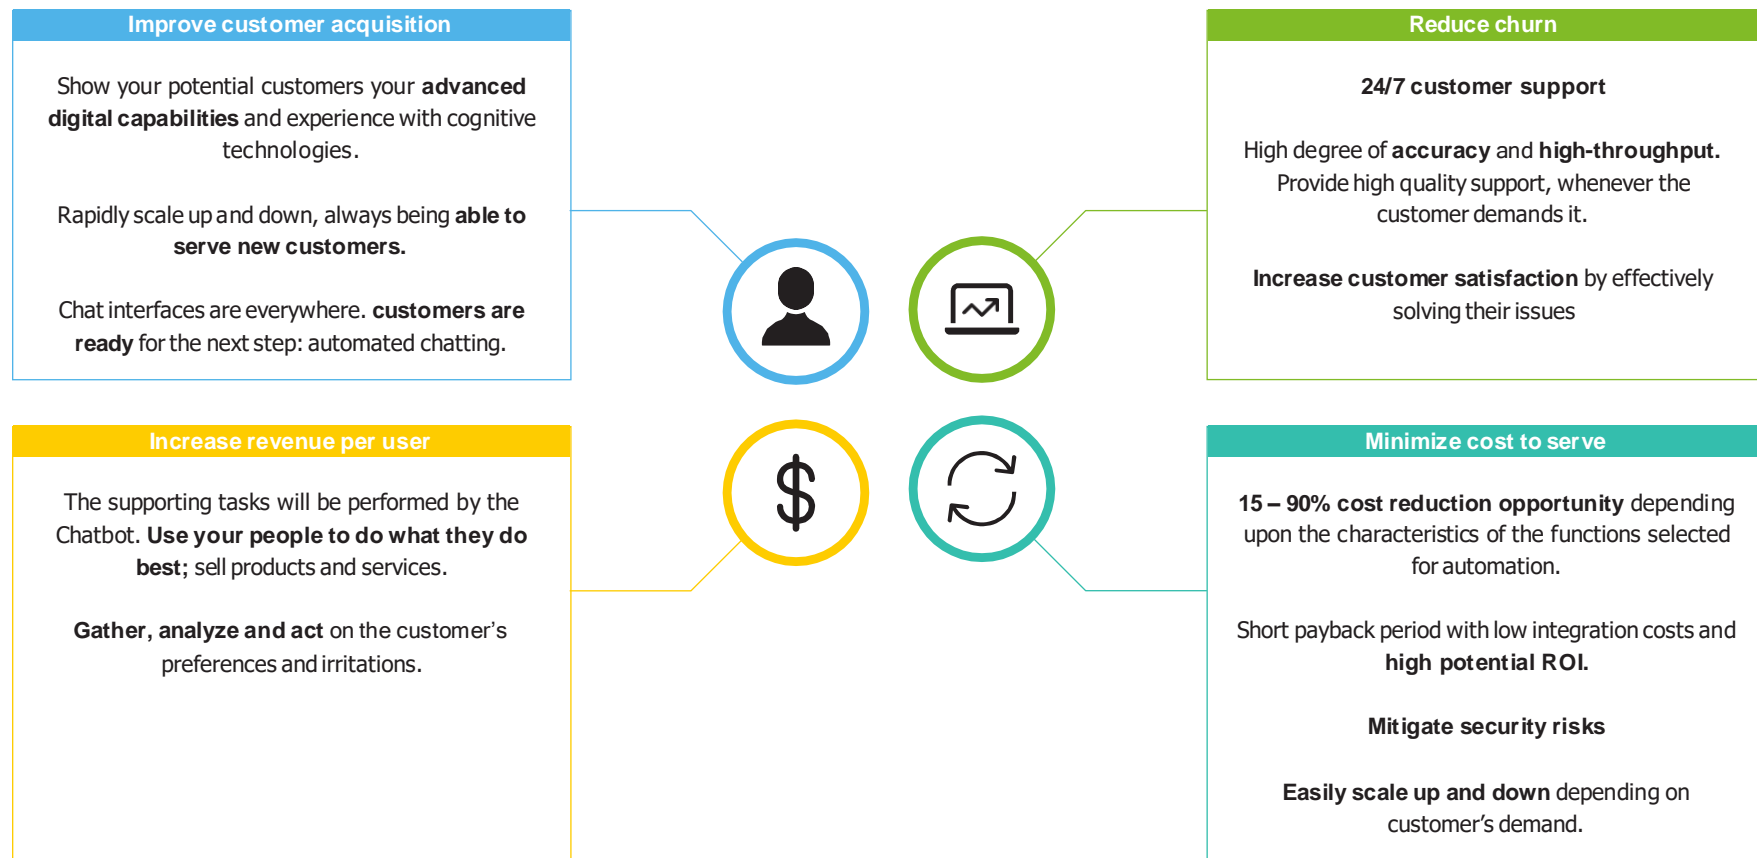 Improve customer acquisition
Show your potential customers your advanced
digital capabilities and experience with cognitive
technologies.
Rapidly scale up and down, always being able to
serve new customers.
Chat interfaces are everywhere. customers are
ready for the next step: automated chatting.
Reduce churn
24/7 customer support
High degree of accuracy and high-throughput.
Provide high quality support, whenever the
customer demands it.
Increase customer satisfaction by effectively
solving their issues
Increase revenue per user
The supporting tasks will be performed by the
Chatbot. Use your people to do what they do
best; sell products and services.
Gather, analyze and act on the customer’s
preferences and irritations.
$
Minimize cost to serve
15 – 90% cost reduction opportunity depending
upon the characteristics of the functions selected
for automation.
Short payback period with low integration costs and
high potential ROI.
Mitigate security risks
Easily scale up and down depending on
customer’s demand.